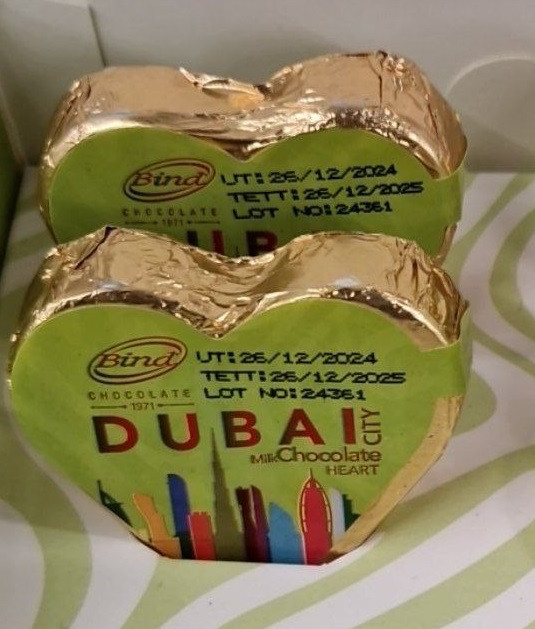 Bind
CHOCOLATE
1971
UT: 26/12/2024
TETT: 26/12/2025
LOT NO: 24361
Bind
CHOCOLATE
1971
UT: 26/12/2024
TETT: 26/12/2025
LOT NO: 24361
DUBAI
CITY
Milk Chocolate
HEART